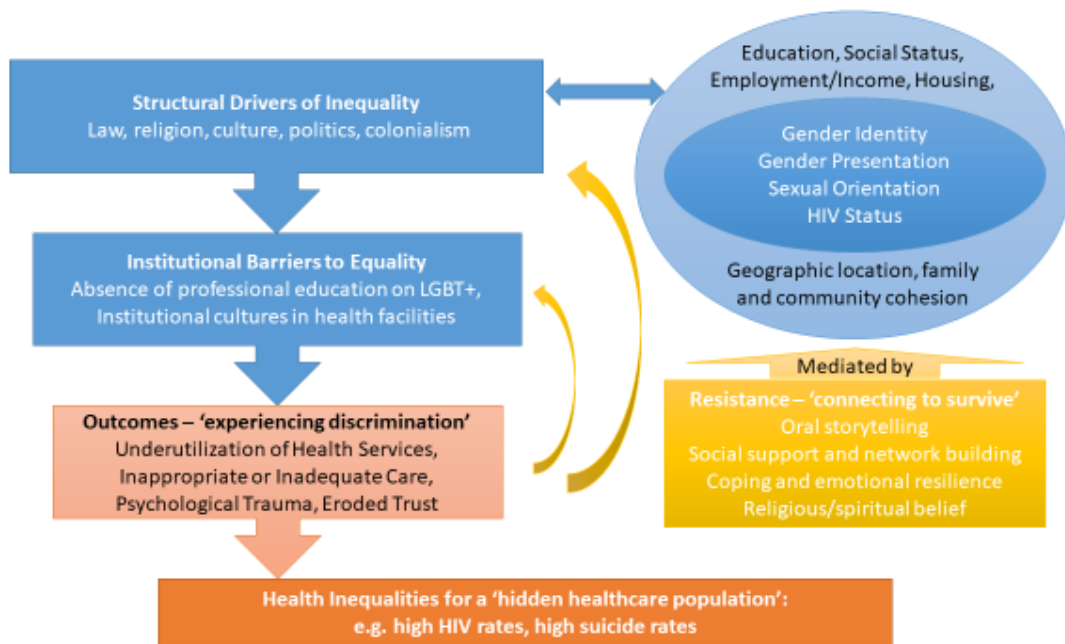 Structural Drivers of Inequality
Law, religion, culture, politics, colonialism
Institutional Barriers to Equality
Absence of professional education on LGBT+,
Institutional cultures in health facilities
Outcomes – ‘experiencing discrimination’
Underutilization of Health Services,
Inappropriate or Inadequate Care,
Psychological Trauma, Eroded Trust
Health Inequalities for a ‘hidden healthcare population’:
e.g. high HIV rates, high suicide rates
Education, Social Status,
Employment/Income, Housing,
Gender Identity
Gender Presentation
Sexual Orientation
HIV Status
Geographic location, family
and community cohesion
Mediated by
Resistance – ‘connecting to survive’
Oral storytelling
Social support and network building
Coping and emotional resilience
Religious/spiritual belief